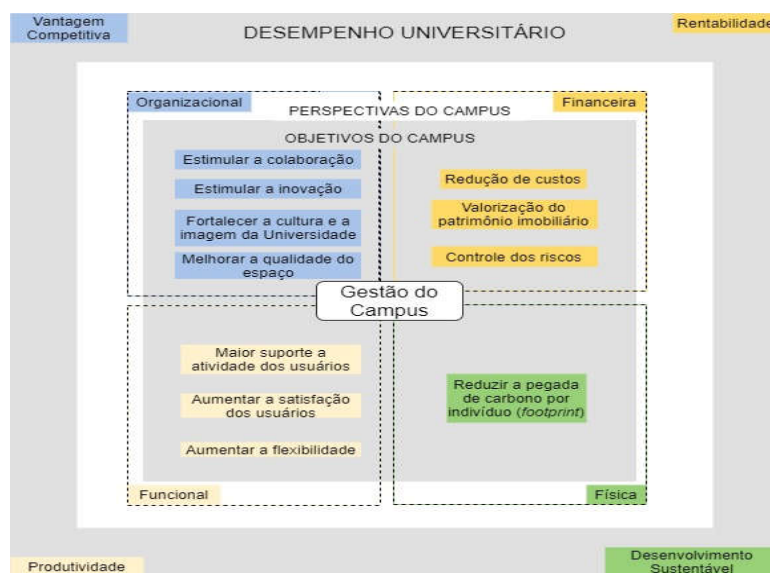 Vantagem
Competitiva
DESEMPENHO UNIVERSITÁRIO
Rentabilidade
Organizacional
PERSPECTIVAS DO CAMPUS
Financeira
OBJETIVOS DO CAMPUS
Estimular a colaboração
Estimular a inovação
Fortalecer a cultura e a
imagem da Universidade
Melhorar a qualidade do
espaço
Redução de custos
Valorização do
patrimônio imobiliário
Controle dos riscos
Gestão do
Campus
Maior suporte a
atividade dos usuários
Aumentar a satisfação
dos usuários
Aumentar a flexibilidade
Reduzir a pegada
de carbono por
indivíduo (footprint)
Funcional
Física
Produtividade
Desenvolvimento
Sustentável